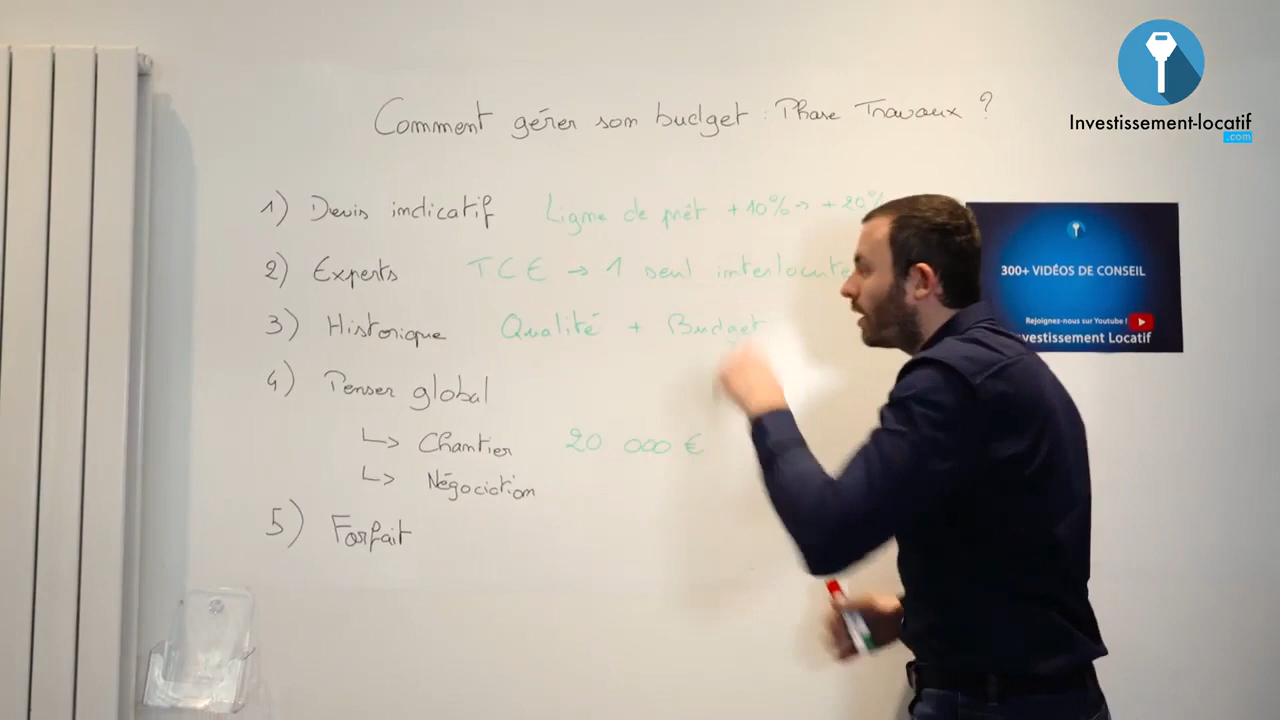 Comment gérer son budget : Phase Travaux ?
Investissement-locatif
.com
1) Devis indicatif Ligne de prêt +10% → +20%
2) Experts TCE → 1 seul
3) Historique Qualité + Budget
4) Penser global
↳ Chantier 20 000 €
↳ Négociation
5) Forfait
300+ VIDÉOS DE CONSEIL
Rejoignez-nous sur Youtube !
vestissement Locatif